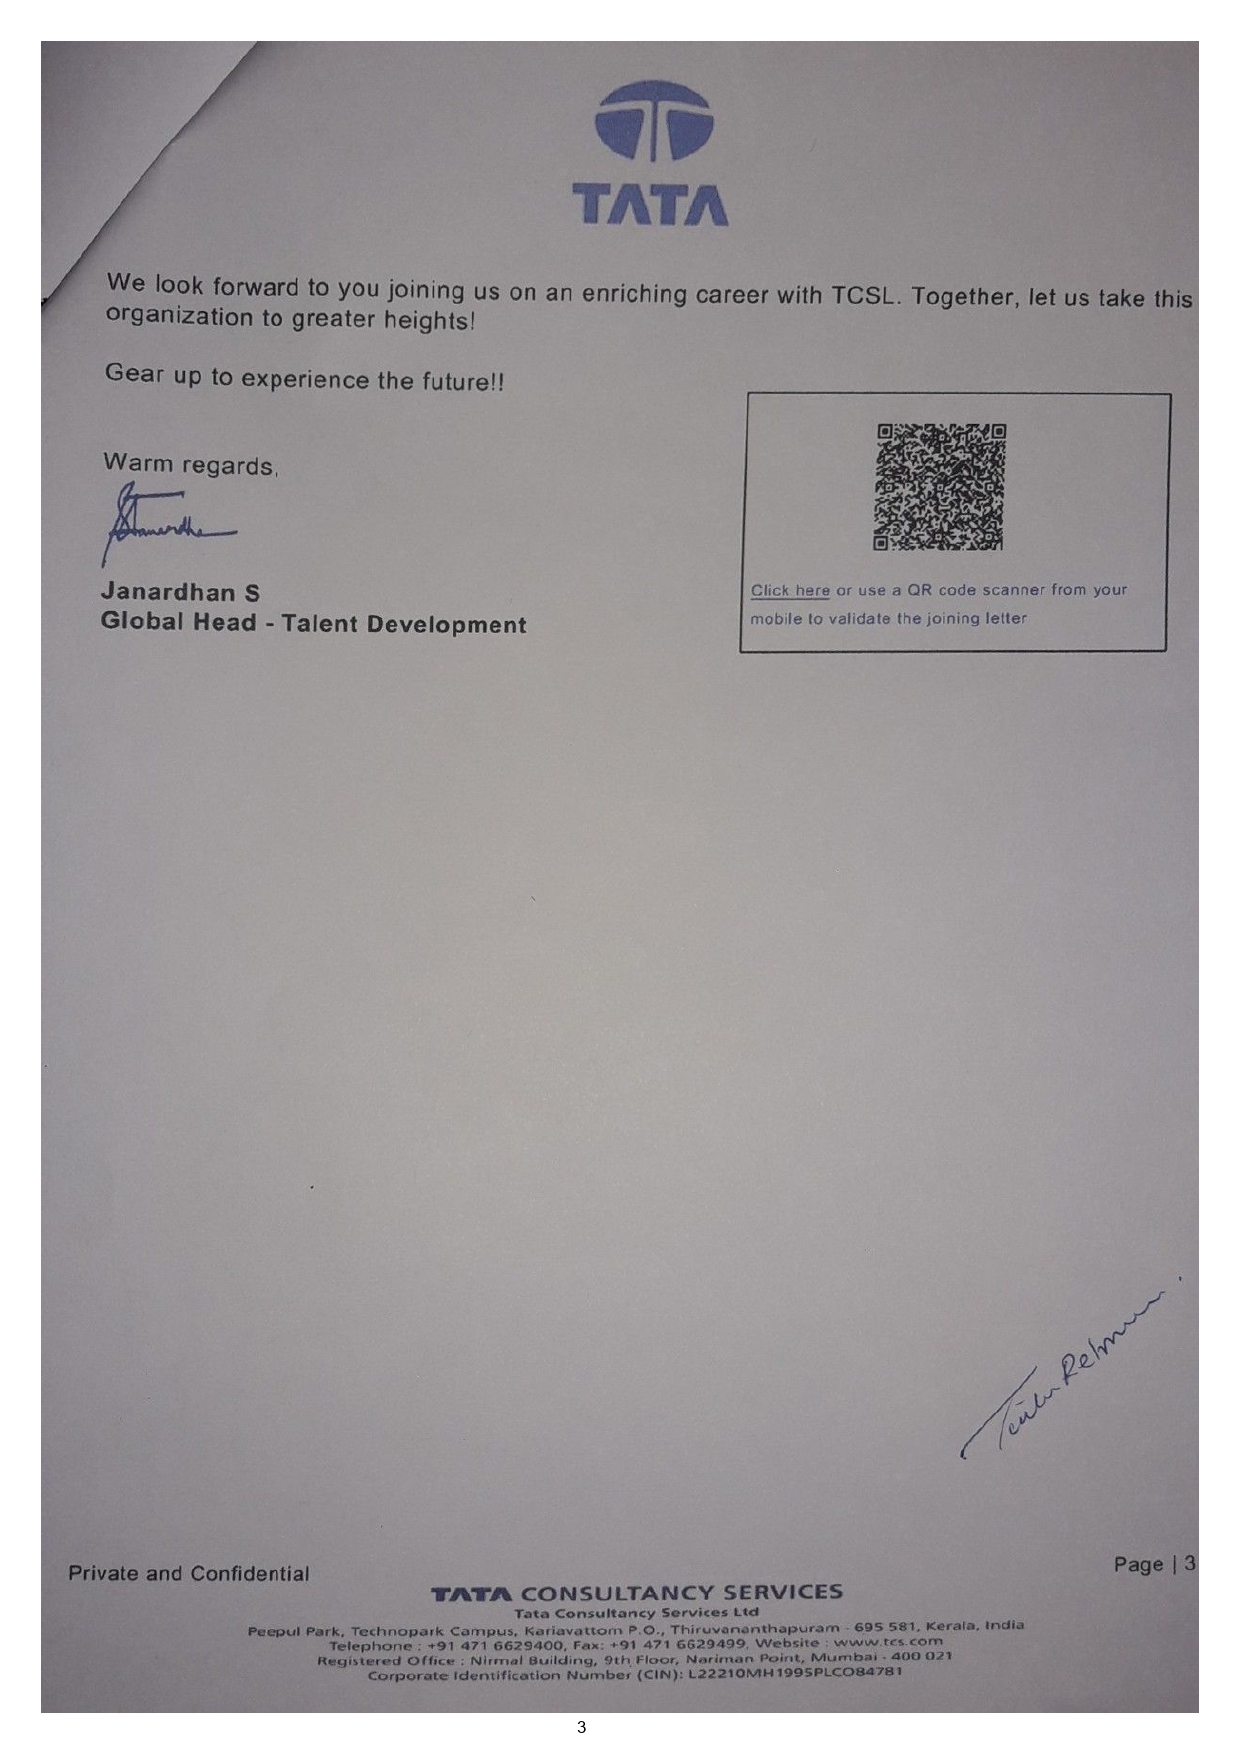 TATA
We look forward to you joining us on an enriching career with TCSL. Together, let us take this
organization to greater heights!
Gear up to experience the future!!
Warm regards,
Janardhan S
Global Head - Talent Development
Click here or use a QR code scanner from your
mobile to validate the joining letter
Private and Confidential
Page | 3
TATA CONSULTANCY SERVICES
Tata Consultancy Services Ltd
Peepul Park, Technopark Campus, Kariavattom P.O., Thiruvananthapuram - 695 581, Kerala, India
Telephone : +91 471 6629400, Fax: +91 471 6629499, Website : www.tcs.com
Registered Office : Nirmal Building, 9th Floor, Nariman Point, Mumbai - 400 021
Corporate Identification Number (CIN): L22210MH1995PLCO84781
3